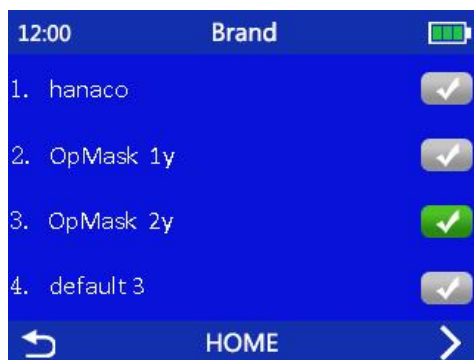 12:00 Brand
1. hanaco
2. OpMask 1y
3. OpMask 2y
4. default 3
HOME